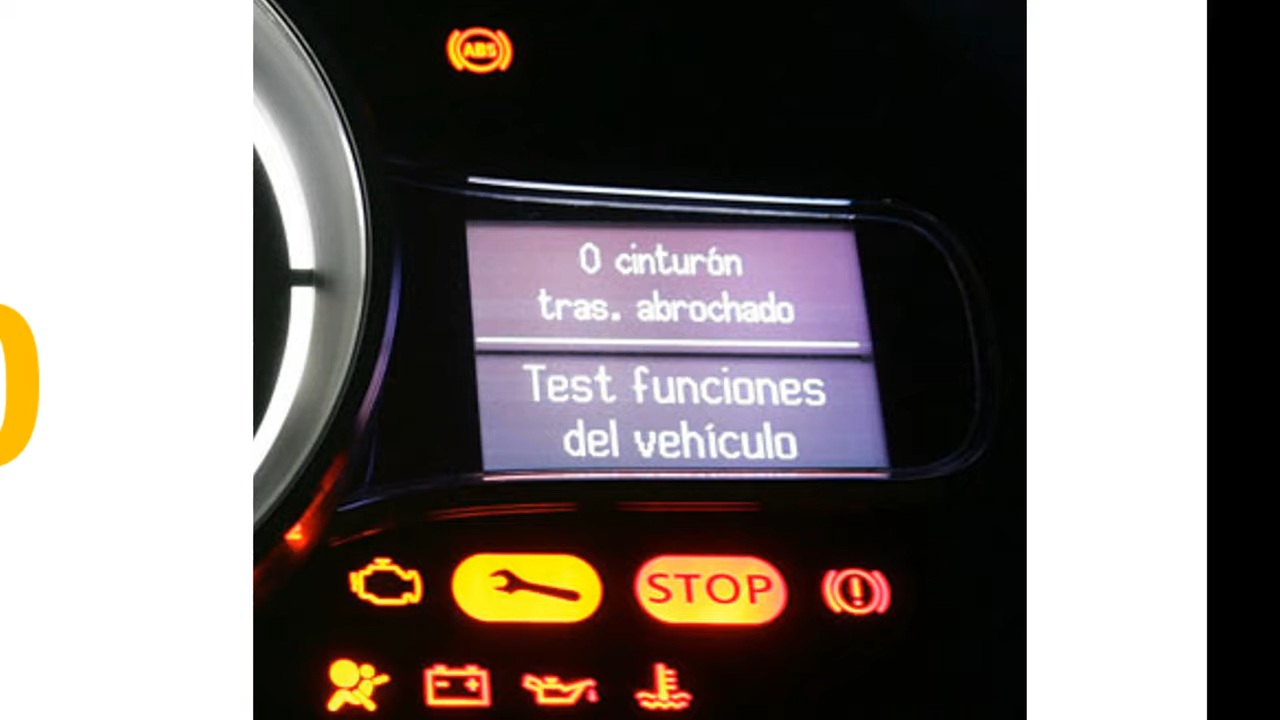 ABS
0 cinturón
tras. abrochado
Test funciones
del vehículo
STOP